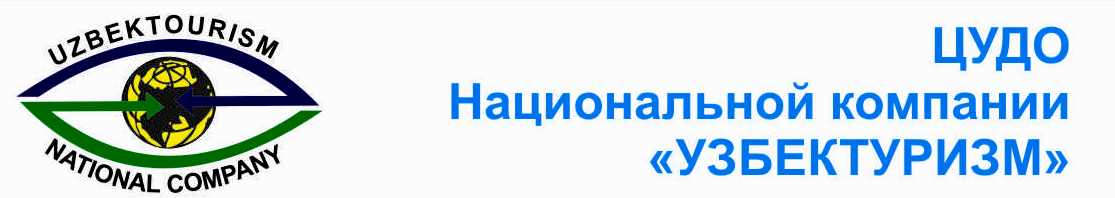 UZBEKTOURISM
NATIONAL COMPANY
ЦУДО
Национальной компании
«УЗБЕКТУРИЗМ»